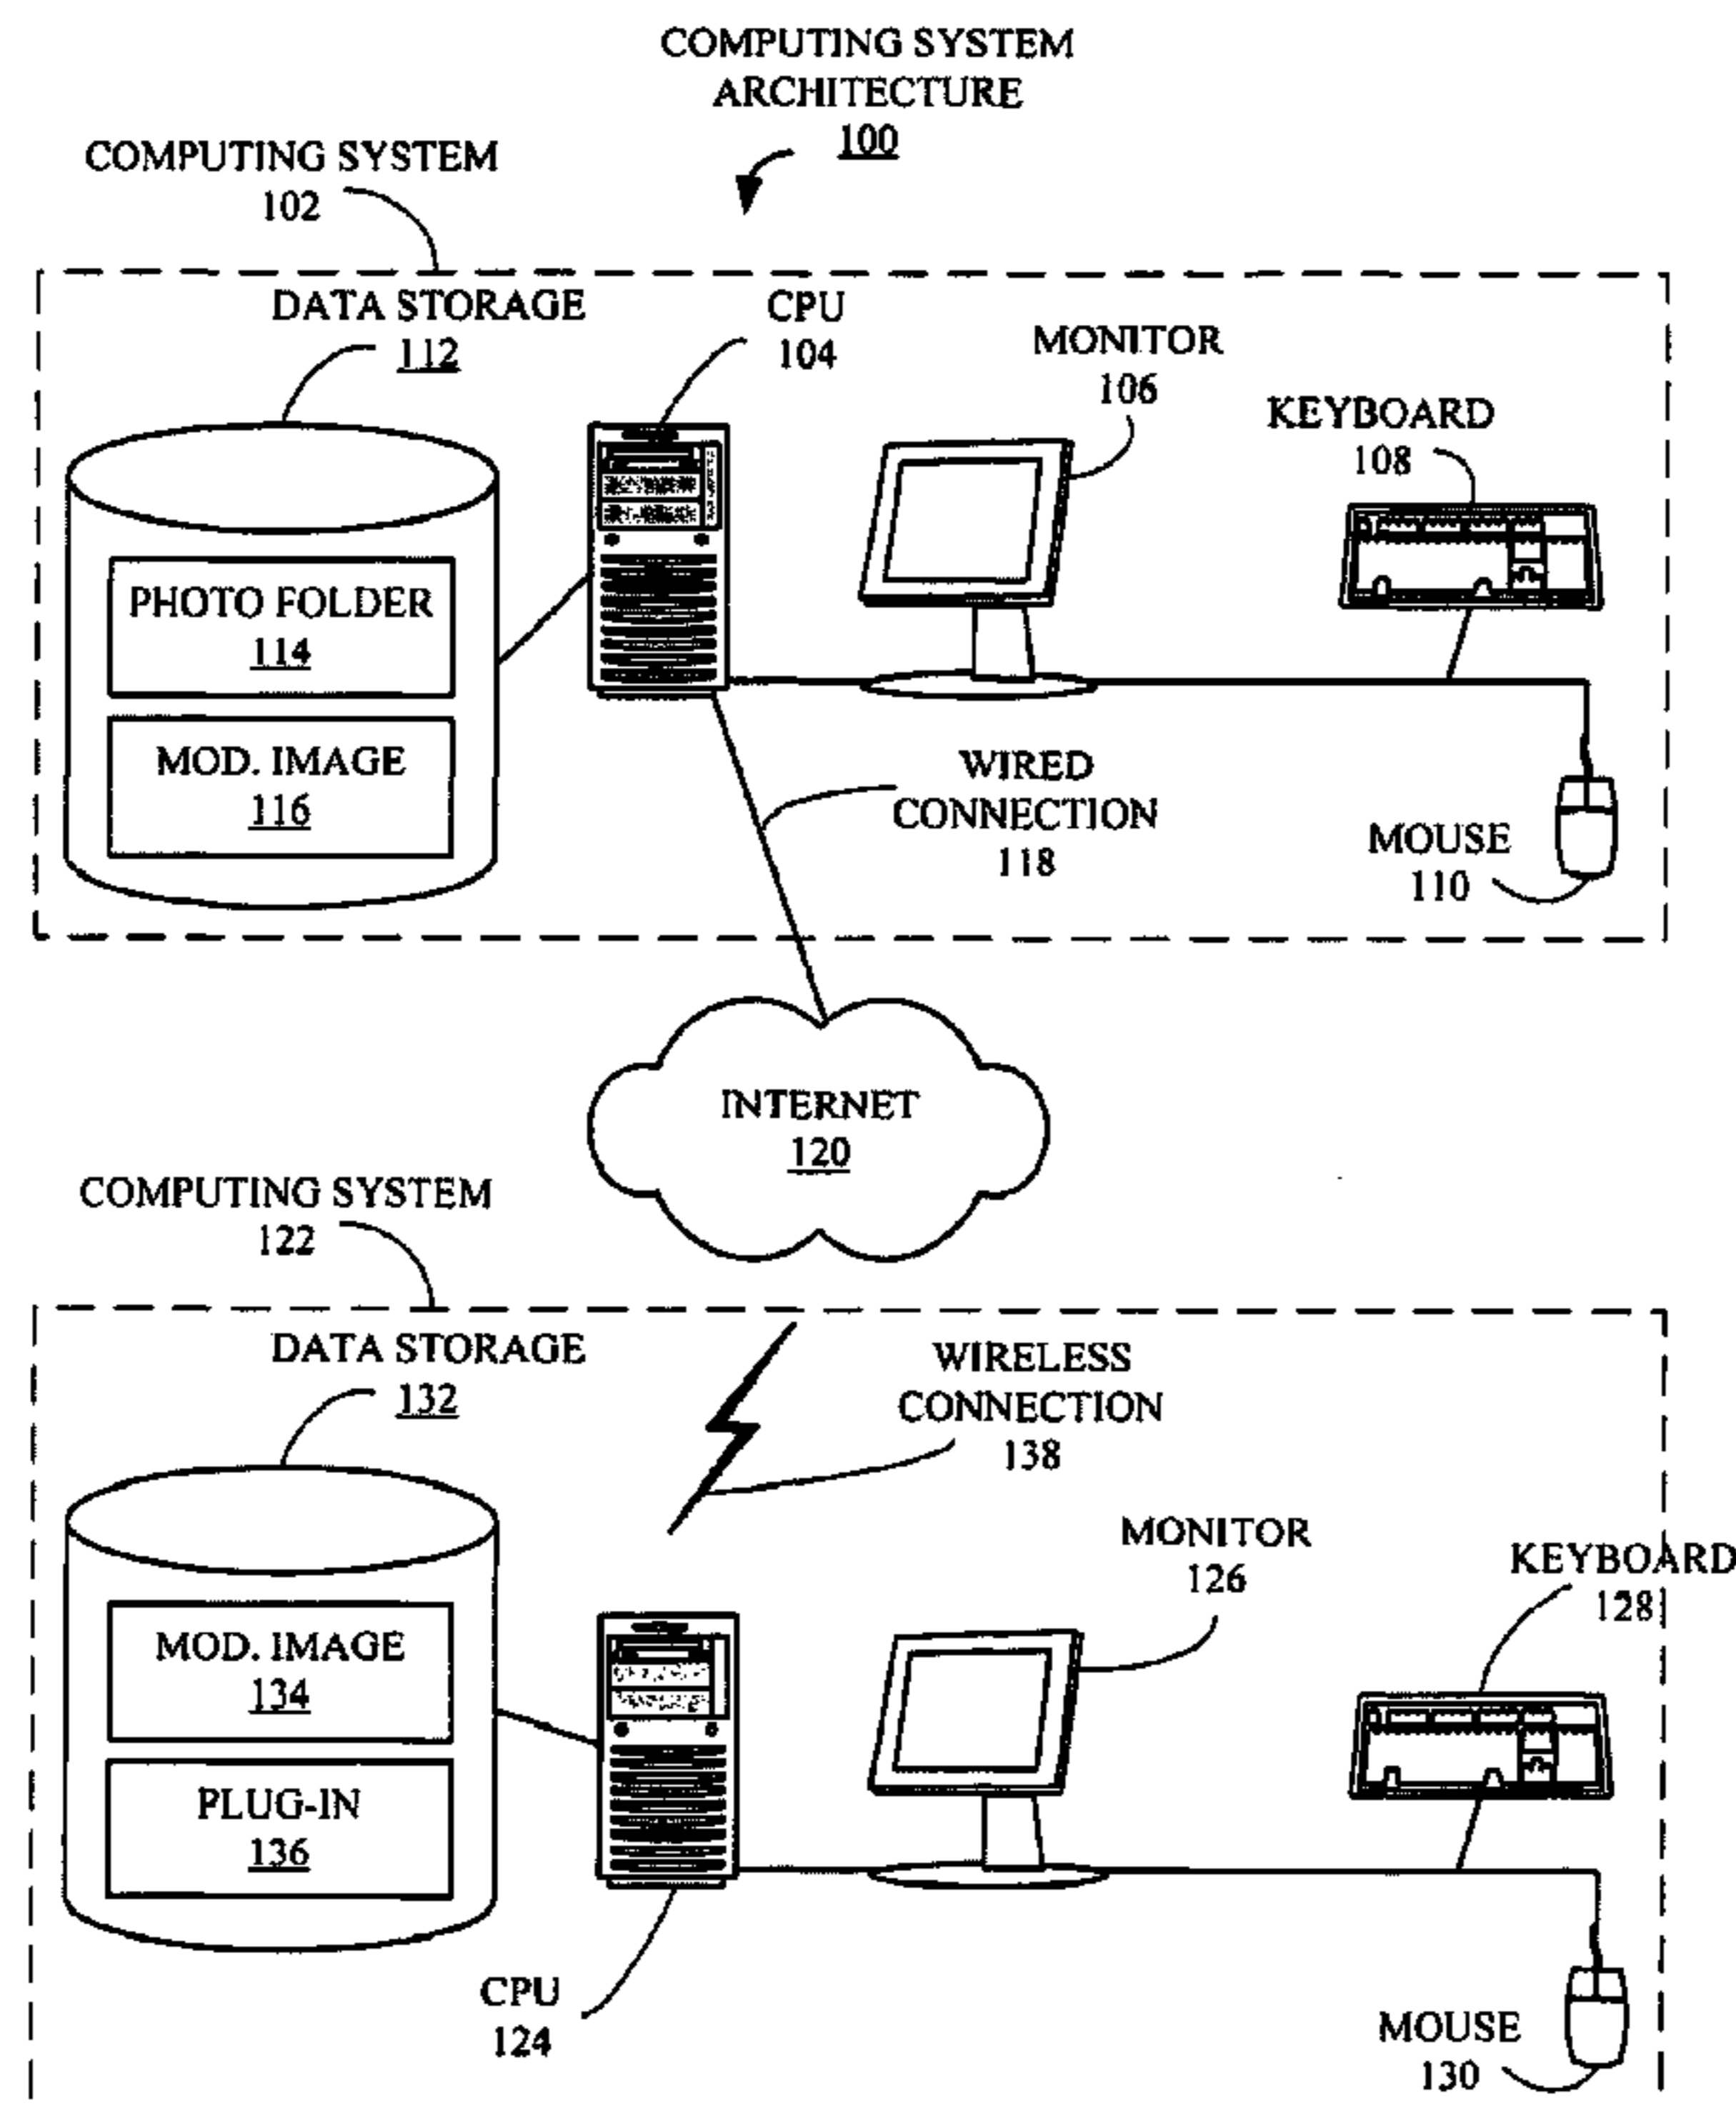 COMPUTING SYSTEM
ARCHITECTURE
100
COMPUTING SYSTEM
102
DATA STORAGE
112
CPU
104
MONITOR
106
KEYBOARD
108
PHOTO FOLDER
114
MOD. IMAGE
116
WIRED
CONNECTION
118
MOUSE
110
INTERNET
120
COMPUTING SYSTEM
122
DATA STORAGE
132
WIRELESS
CONNECTION
138
MONITOR
126
KEYBOARD
128
MOD. IMAGE
134
PLUG-IN
136
CPU
124
MOUSE
130